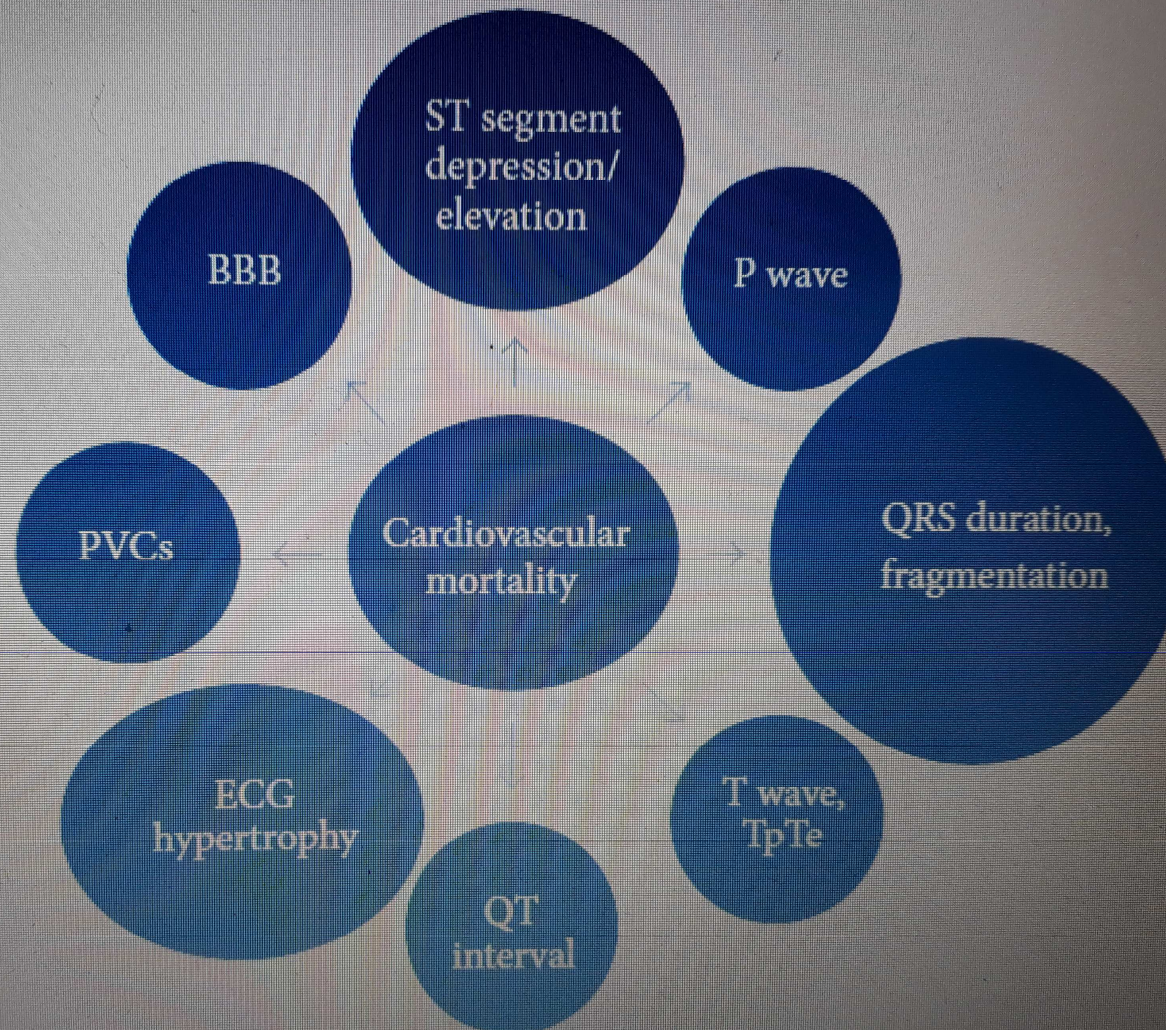 ST segment
depression/
elevation
BBB
P wave
QRS duration,
fragmentation
Cardiovascular
mortality
PVCs
T wave,
TpTe
ECG
hypertrophy
QT
interval